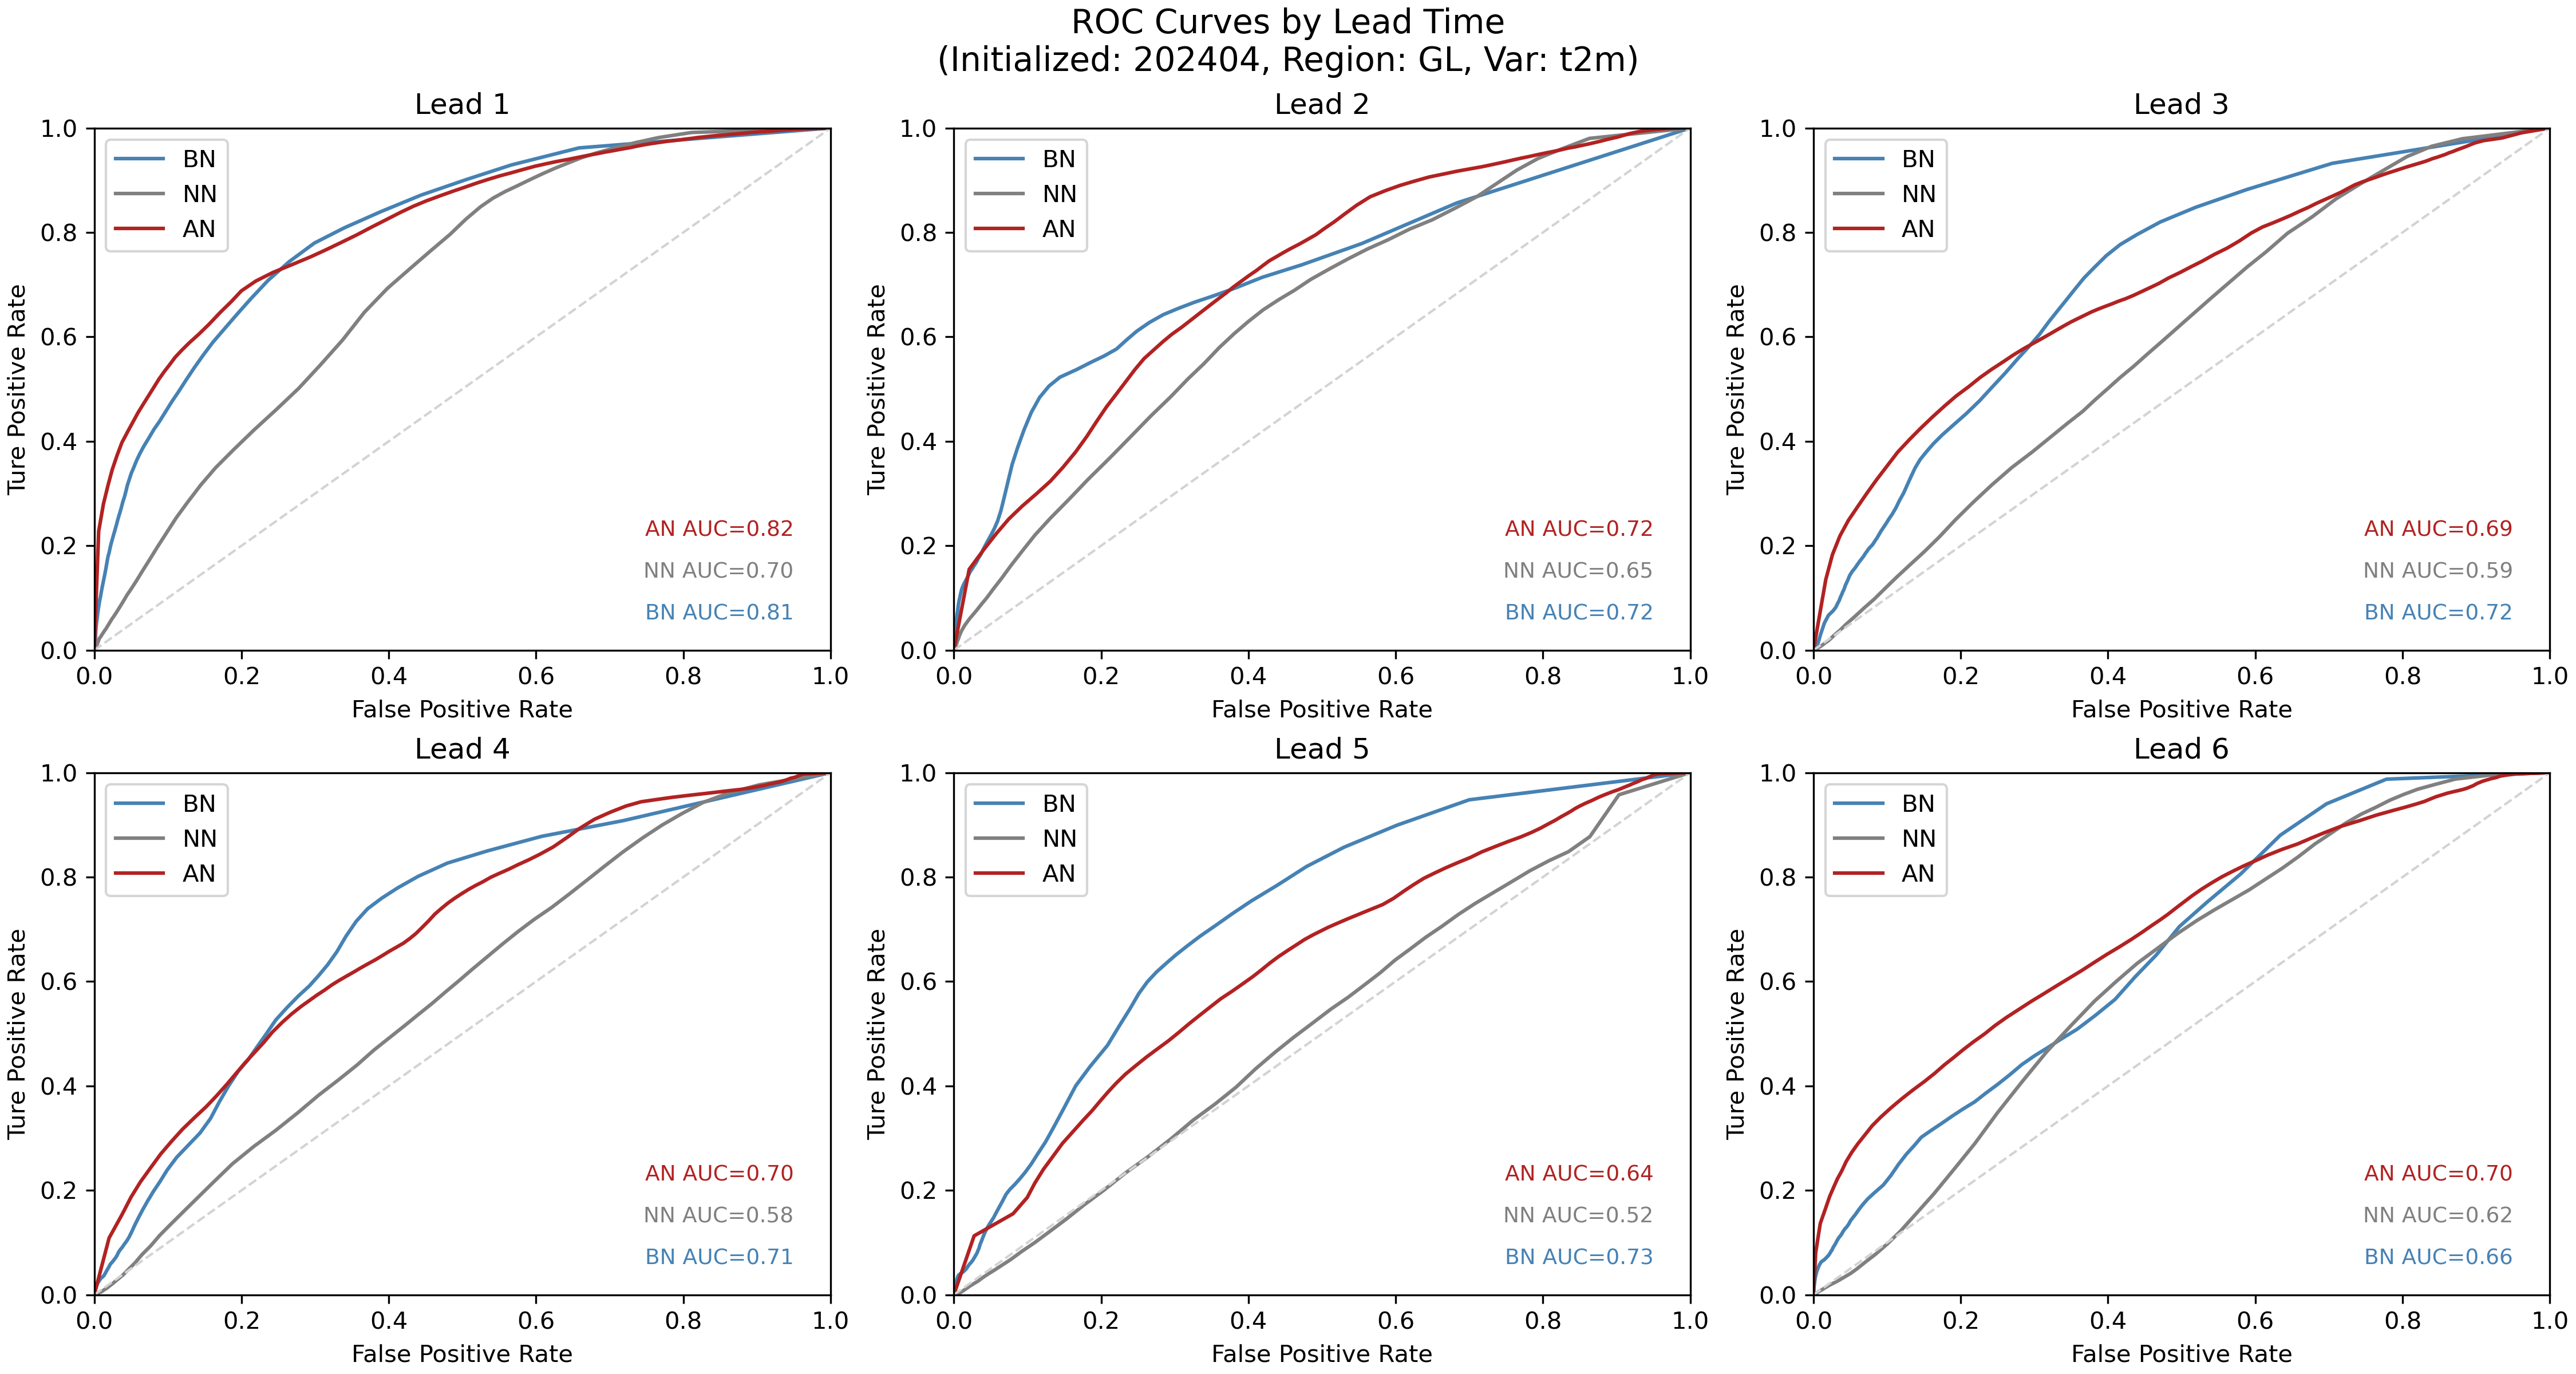 ROC Curves by Lead Time
(Initialized: 202404, Region: GL, Var: t2m)
Lead 1
1.0
0.8
0.6
0.4
0.2
0.0
Ture Positive Rate
BN
NN
AN
AN AUC=0.82
NN AUC=0.70
BN AUC=0.81
0.0 0.2 0.4 0.6 0.8 1.0
False Positive Rate
Lead 2
1.0
0.8
0.6
0.4
0.2
0.0
Ture Positive Rate
BN
NN
AN
AN AUC=0.72
NN AUC=0.65
BN AUC=0.72
0.0 0.2 0.4 0.6 0.8 1.0
False Positive Rate
Lead 3
1.0
0.8
0.6
0.4
0.2
0.0
Ture Positive Rate
BN
NN
AN
AN AUC=0.69
NN AUC=0.59
BN AUC=0.72
0.0 0.2 0.4 0.6 0.8 1.0
False Positive Rate
Lead 4
1.0
0.8
0.6
0.4
0.2
0.0
Ture Positive Rate
BN
NN
AN
AN AUC=0.70
NN AUC=0.58
BN AUC=0.71
0.0 0.2 0.4 0.6 0.8 1.0
False Positive Rate
Lead 5
1.0
0.8
0.6
0.4
0.2
0.0
Ture Positive Rate
BN
NN
AN
AN AUC=0.64
NN AUC=0.52
BN AUC=0.73
0.0 0.2 0.4 0.6 0.8 1.0
False Positive Rate
Lead 6
1.0
0.8
0.6
0.4
0.2
0.0
Ture Positive Rate
BN
NN
AN
AN AUC=0.70
NN AUC=0.62
BN AUC=0.66
0.0 0.2 0.4 0.6 0.8 1.0
False Positive Rate